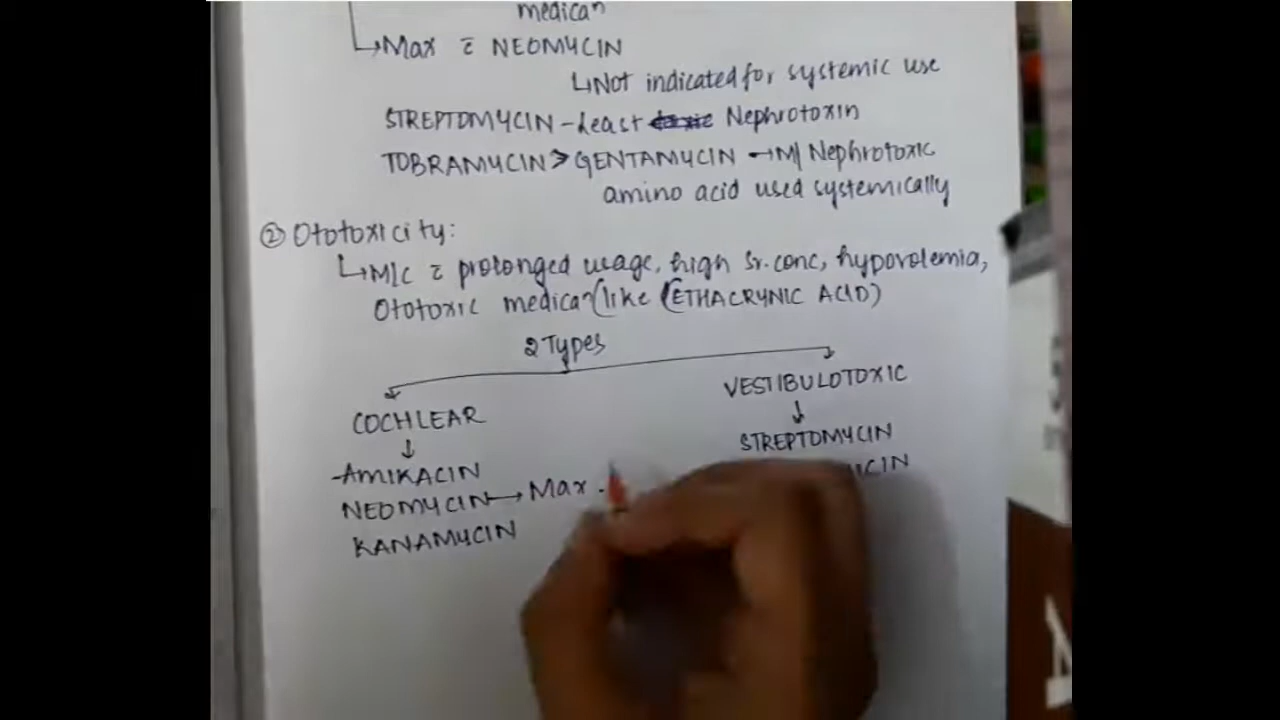 medicaⁿ
↳Max c̄ NEOMYCIN
↳Not indicated for systemic use
STREPTOMYCIN - Least Nephrotoxin
TOBRAMYCIN > GENTAMYCIN → M/ Nephrotoxic
amino acid used systemically
② Ototoxicity:
↳M/C c̄ prolonged usage, high Sr. conc, hypovolemia,
Ototoxic medicaⁿ (like (ETHACRYNIC ACID)
2 Types
COCHLEAR
↓
-AMIKACIN
NEOMYCIN → Max .
KANAMYCIN
VESTIBULOTOXIC
↓
STREPTOMYCIN